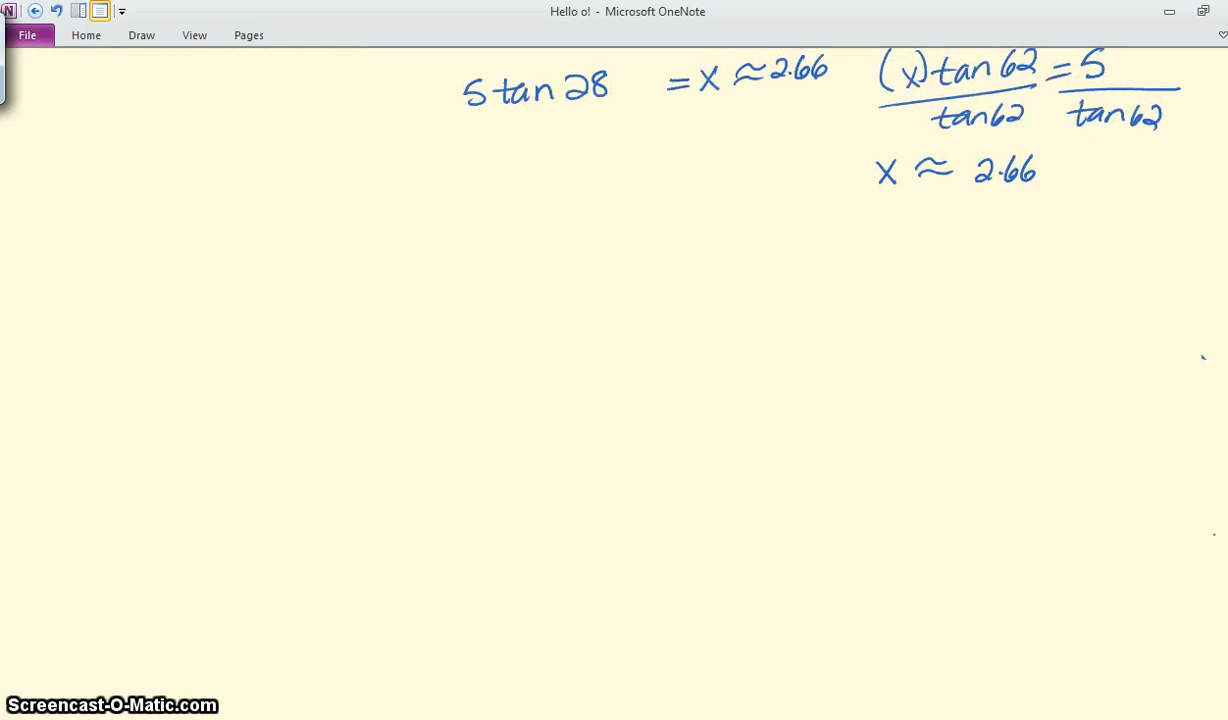 Hello o! - Microsoft OneNote
File Home Draw View Pages
5 tan 28 = x ≈ 2.66
(x) tan 62 = 5
tan 62 tan 62
x ≈ 2.66
Screencast-O-Matic.com